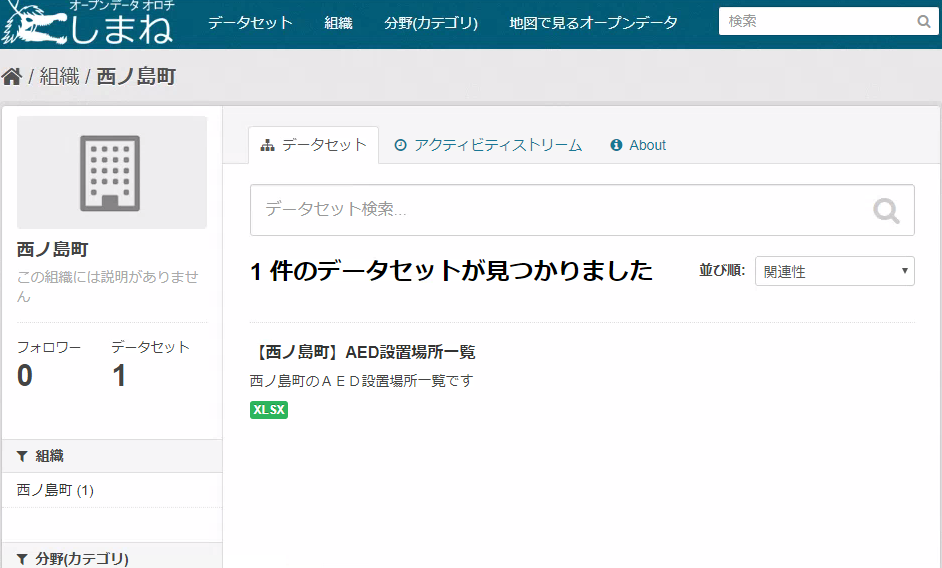 オープンデータ オロチ
しまね
データセット 組織 分野(カテゴリ) 地図で見るオープンデータ 検索
/ 組織 / 西ノ島町
データセット アクティビティストリーム About
データセット検索...
西ノ島町
この組織には説明がありませ
ん
1 件のデータセットが見つかりました 並び順: 関連性
フォロワー データセット
0 1
【西ノ島町】AED設置場所一覧
西ノ島町のＡＥＤ設置場所一覧です
XLSX
組織
西ノ島町 (1)
分野(カテゴリ)